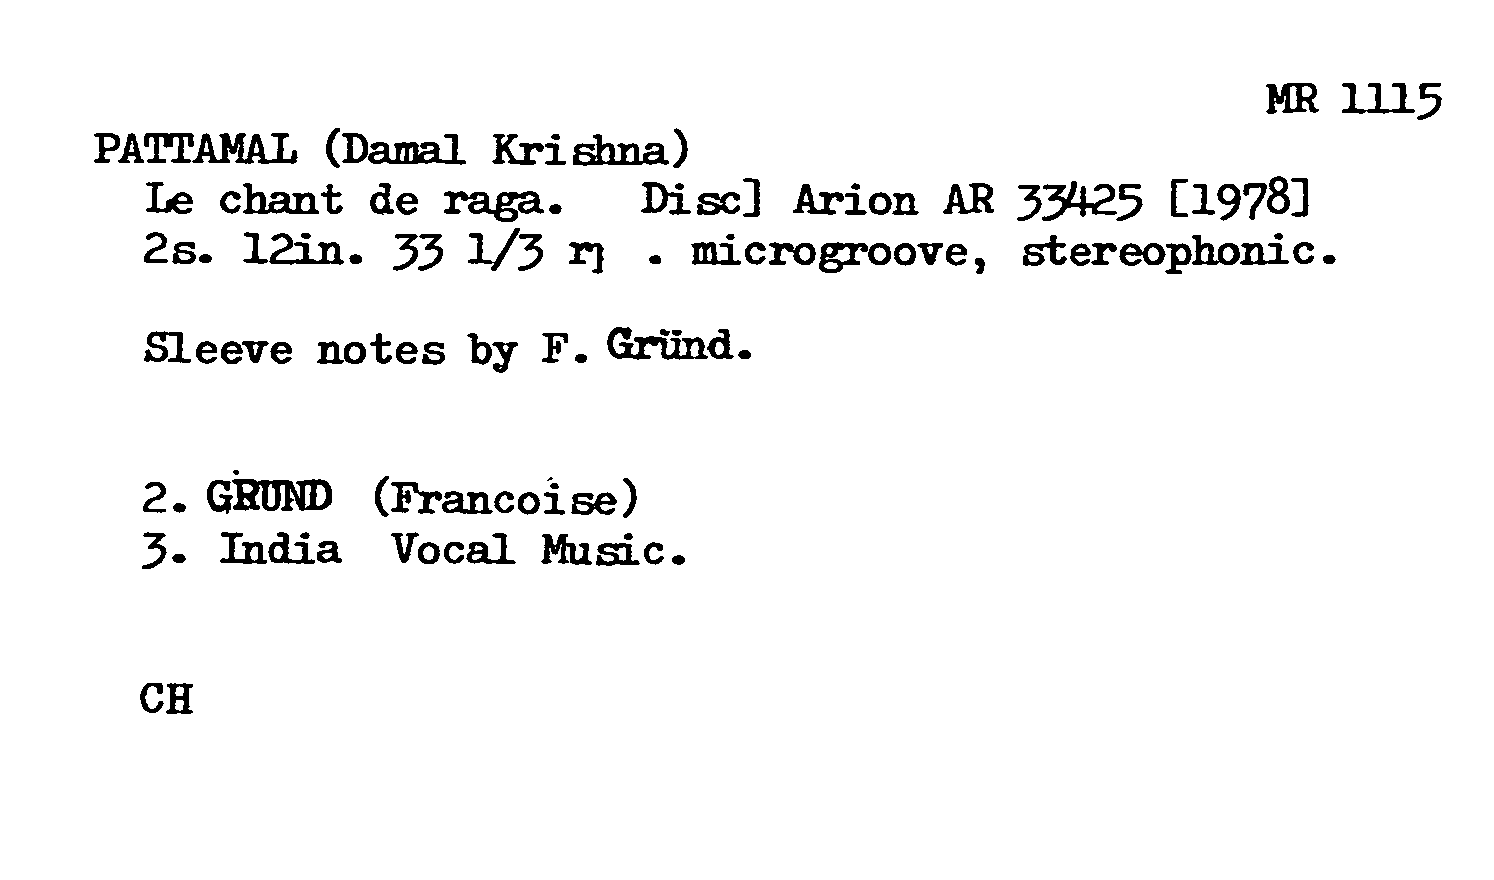 MR 1115
PATTAMAL (Damal Krishna)
Le chant de raga. Disc] Arion AR 33425 [1978]
2s. 12in. 33 1/3 . microgroove, stereophonic.
Sleeve notes by F. Gründ.
2. GRUND (Francoise)
3. India Vocal Music.
CH